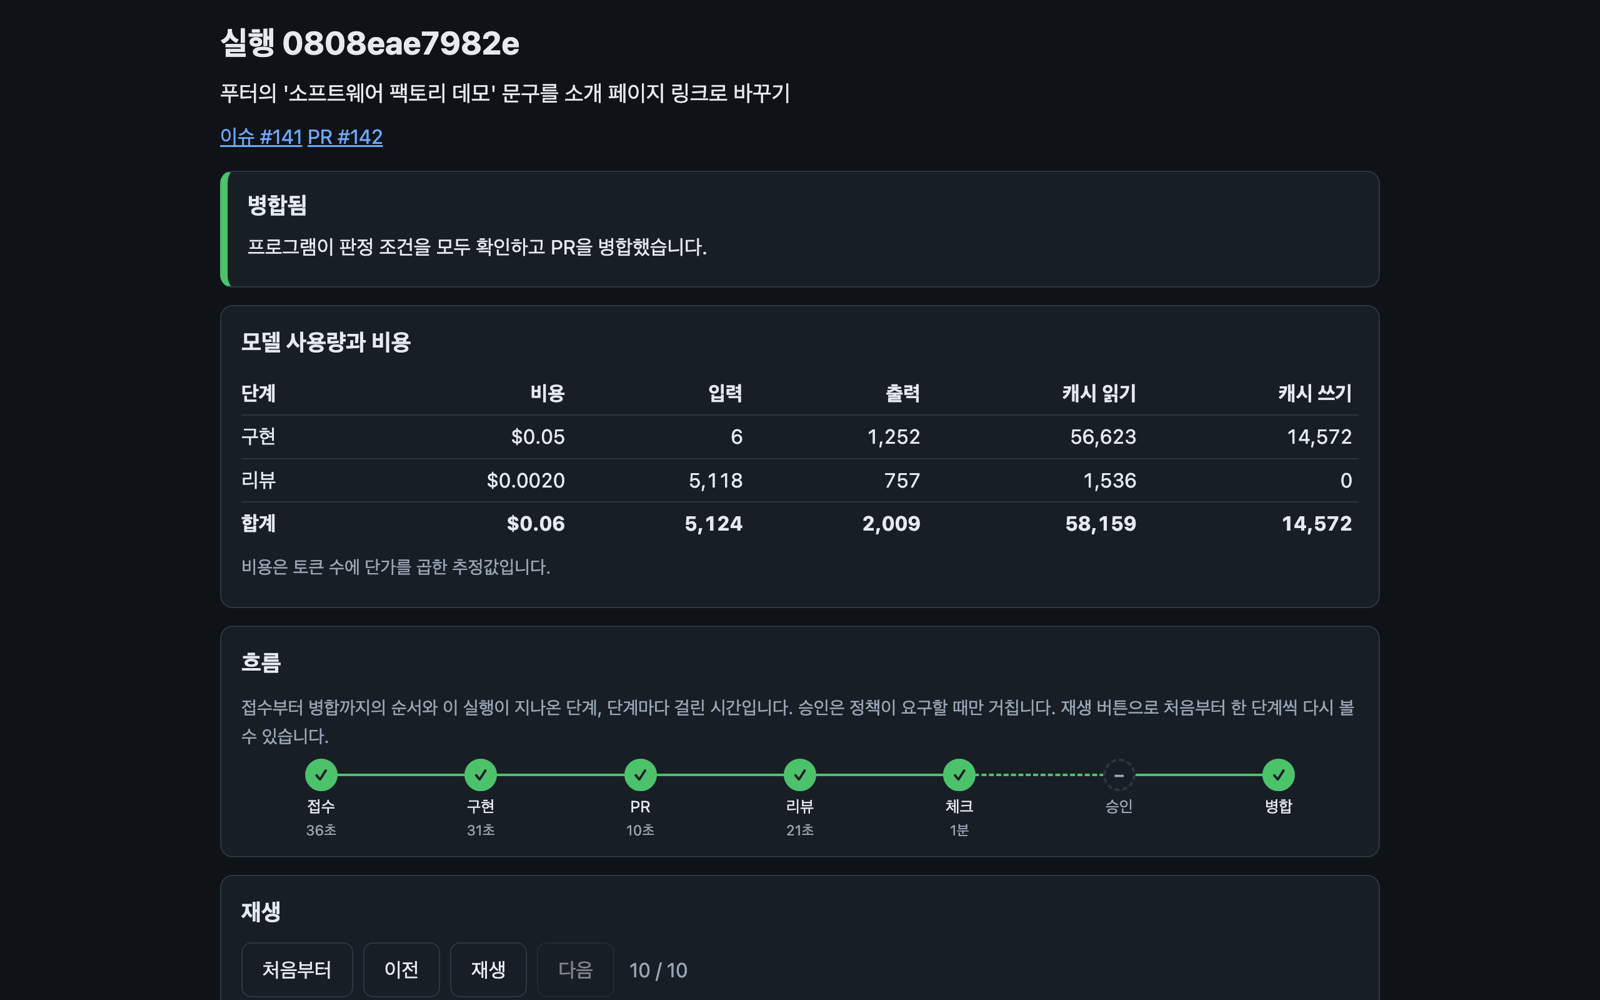 실행 0808eae7982e
푸터의 '소프트웨어 팩토리 데모' 문구를 소개 페이지 링크로 바꾸기
이슈 #141 PR #142
병합됨
프로그램이 판정 조건을 모두 확인하고 PR을 병합했습니다.
모델 사용량과 비용
단계 비용 입력 출력 캐시 읽기 캐시 쓰기
구현 $0.05 6 1,252 56,623 14,572
리뷰 $0.0020 5,118 757 1,536 0
합계 $0.06 5,124 2,009 58,159 14,572
비용은 토큰 수에 단가를 곱한 추정값입니다.
흐름
접수부터 병합까지의 순서와 이 실행이 지나온 단계, 단계마다 걸린 시간입니다. 승인은 정책이 요구할 때만 거칩니다. 재생 버튼으로 처음부터 한 단계씩 다시 볼
수 있습니다.
접수 구현 PR 리뷰 체크 승인 병합
36초 31초 10초 21초 1분
재생
처음부터 이전 재생 다음 10 / 10